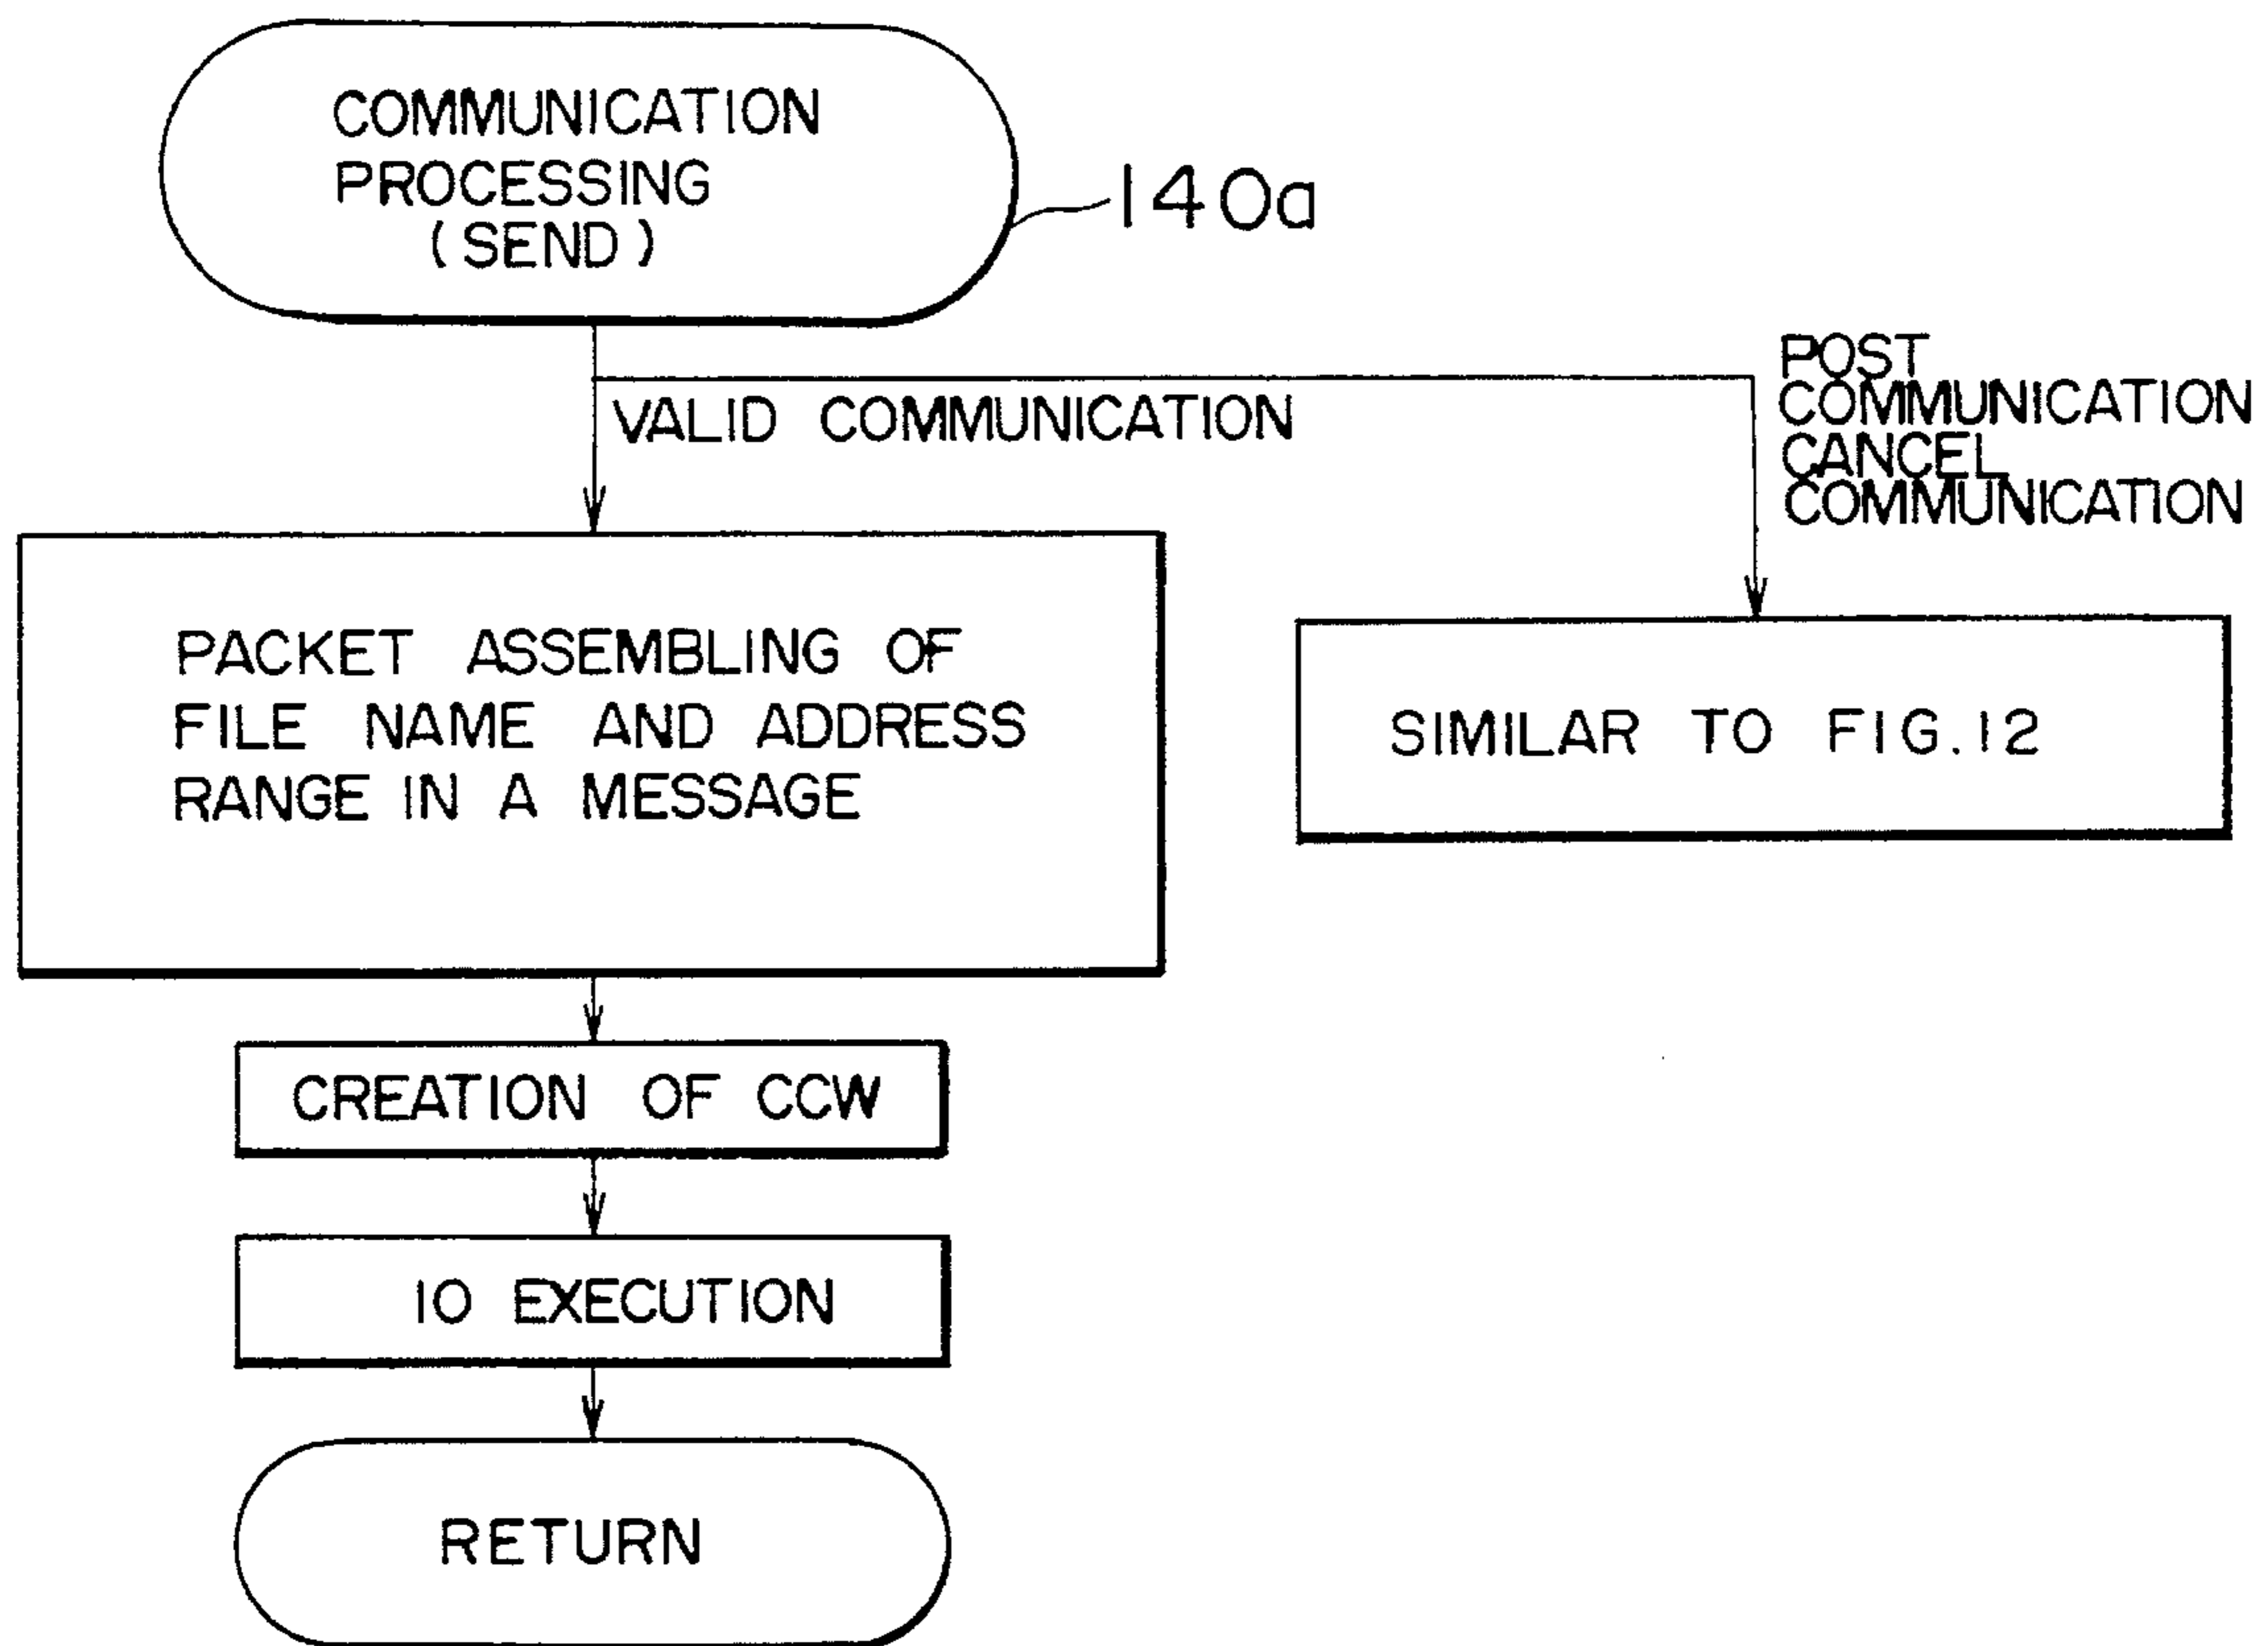 COMMUNICATION
PROCESSING
(SEND)
140a
VALID COMMUNICATION
POST
COMMUNICATION
CANCEL
COMMUNICATION
PACKET ASSEMBLING OF
FILE NAME AND ADDRESS
RANGE IN A MESSAGE
SIMILAR TO FIG.12
CREATION OF CCW
IO EXECUTION
RETURN